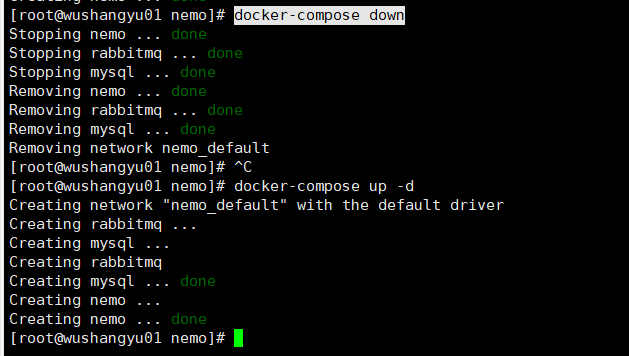 [root@wushangyu01 nemo]# docker-compose down
Stopping nemo ... done
Stopping rabbitmq ... done
Stopping mysql ... done
Removing nemo ... done
Removing rabbitmq ... done
Removing mysql ... done
Removing network nemo_default
[root@wushangyu01 nemo]# ^C
[root@wushangyu01 nemo]# docker-compose up -d
Creating network "nemo_default" with the default driver
Creating rabbitmq ...
Creating mysql ...
Creating rabbitmq
Creating mysql ... done
Creating nemo ...
Creating nemo ... done
[root@wushangyu01 nemo]#